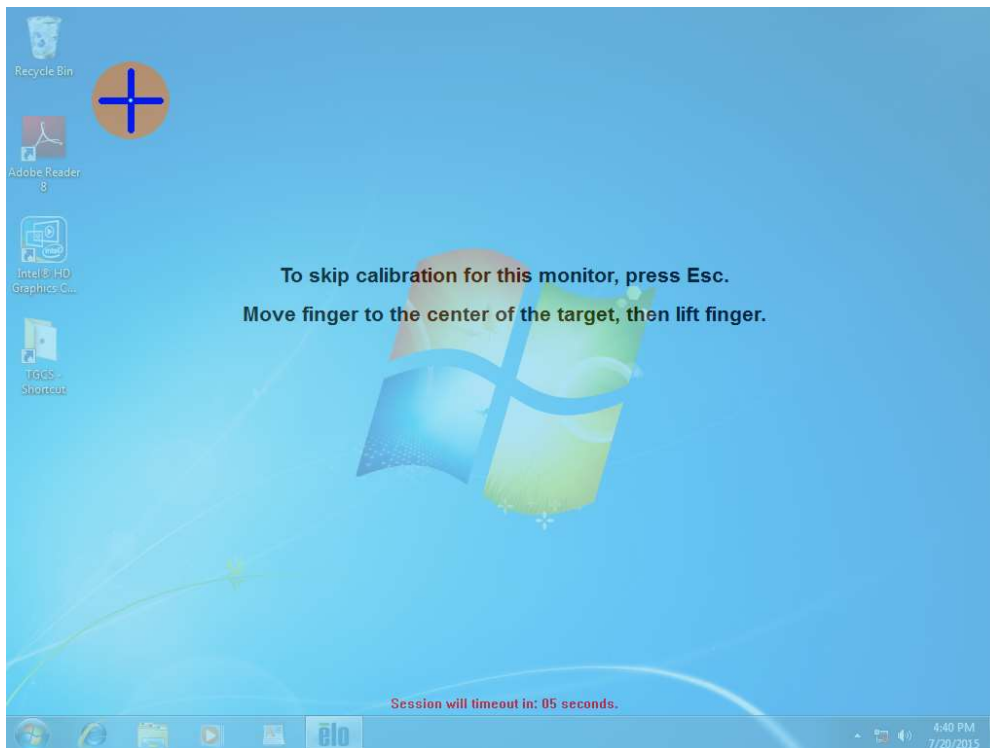 Recycle Bin
Adobe Reader
8
Intel® HD
Graphics C...
TGCS -
Shortcut
To skip calibration for this monitor, press Esc.
Move finger to the center of the target, then lift finger.
Session will timeout in: 05 seconds.
ēlo
4:40 PM
7/20/2015